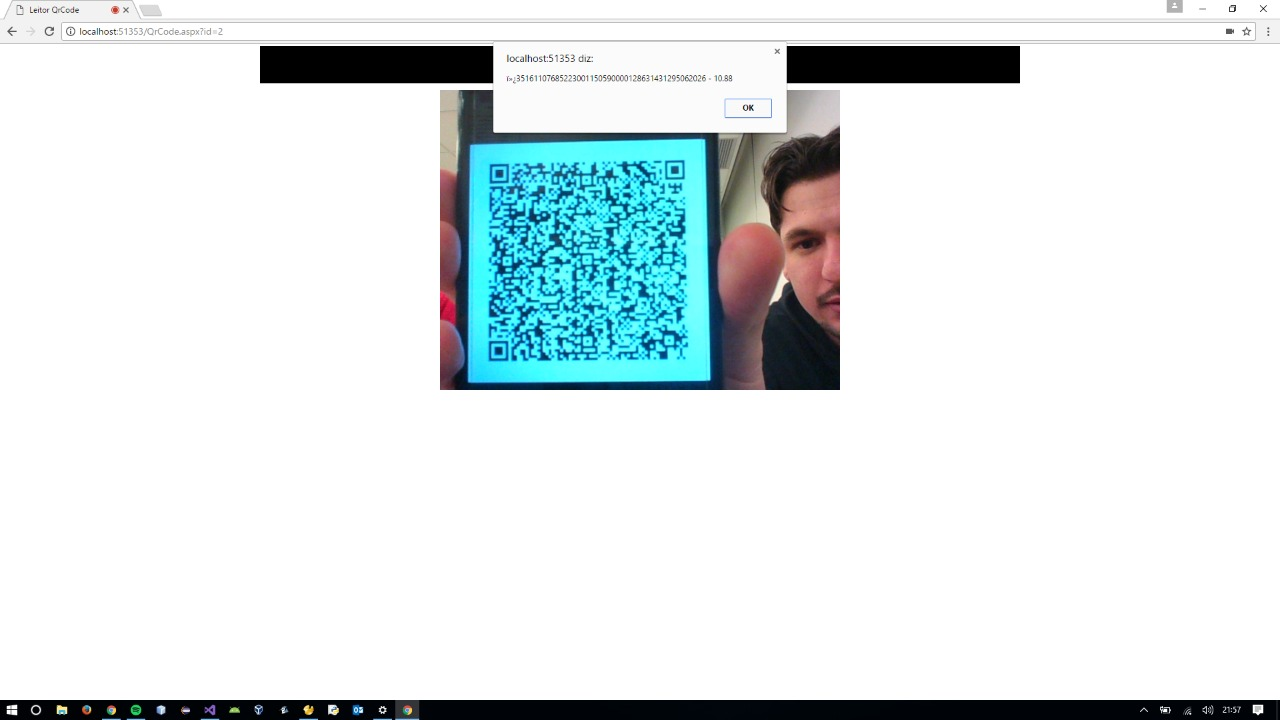 Leitor QrCode
localhost:51353/QrCode.aspx?id=2
localhost:51353 diz:
ï»¿35161107685223001150590000128631431295062026 - 10.88
OK
21:57